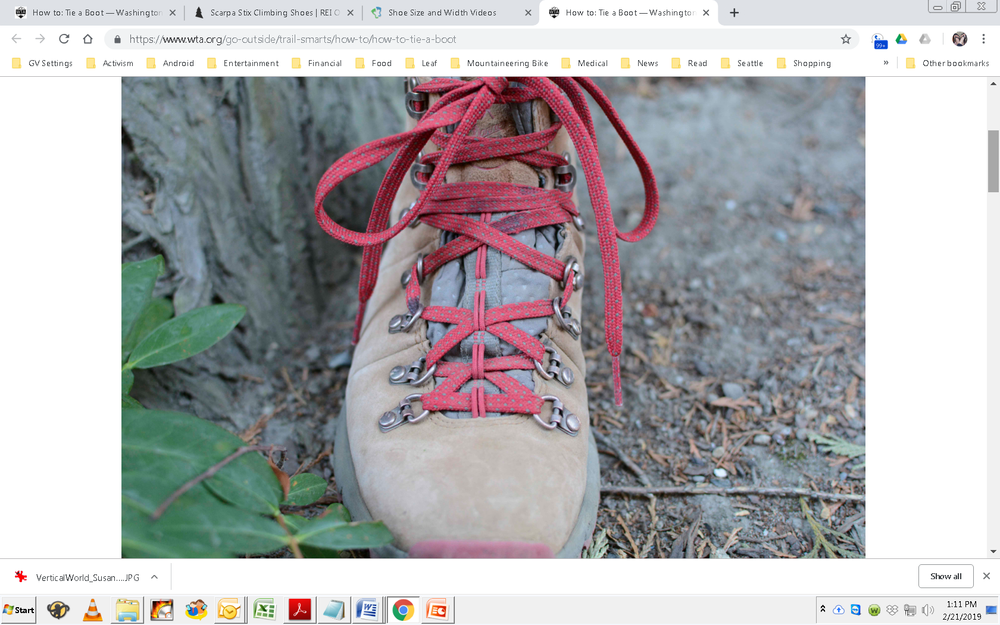 How to: Tie a Boot — Washington
Scarpa Stix Climbing Shoes | REI O
Shoe Size and Width Videos
How to: Tie a Boot — Washington
https://www.wta.org/go-outside/trail-smarts/how-to/how-to-tie-a-boot
99+
GV Settings
Activism
Android
Entertainment
Financial
Food
Leaf
Mountaineering Bike
Medical
News
Read
Seattle
Shopping
»
Other bookmarks
VerticalWorld_Susan....JPG
Show all
Start
1:11 PM
2/21/2019